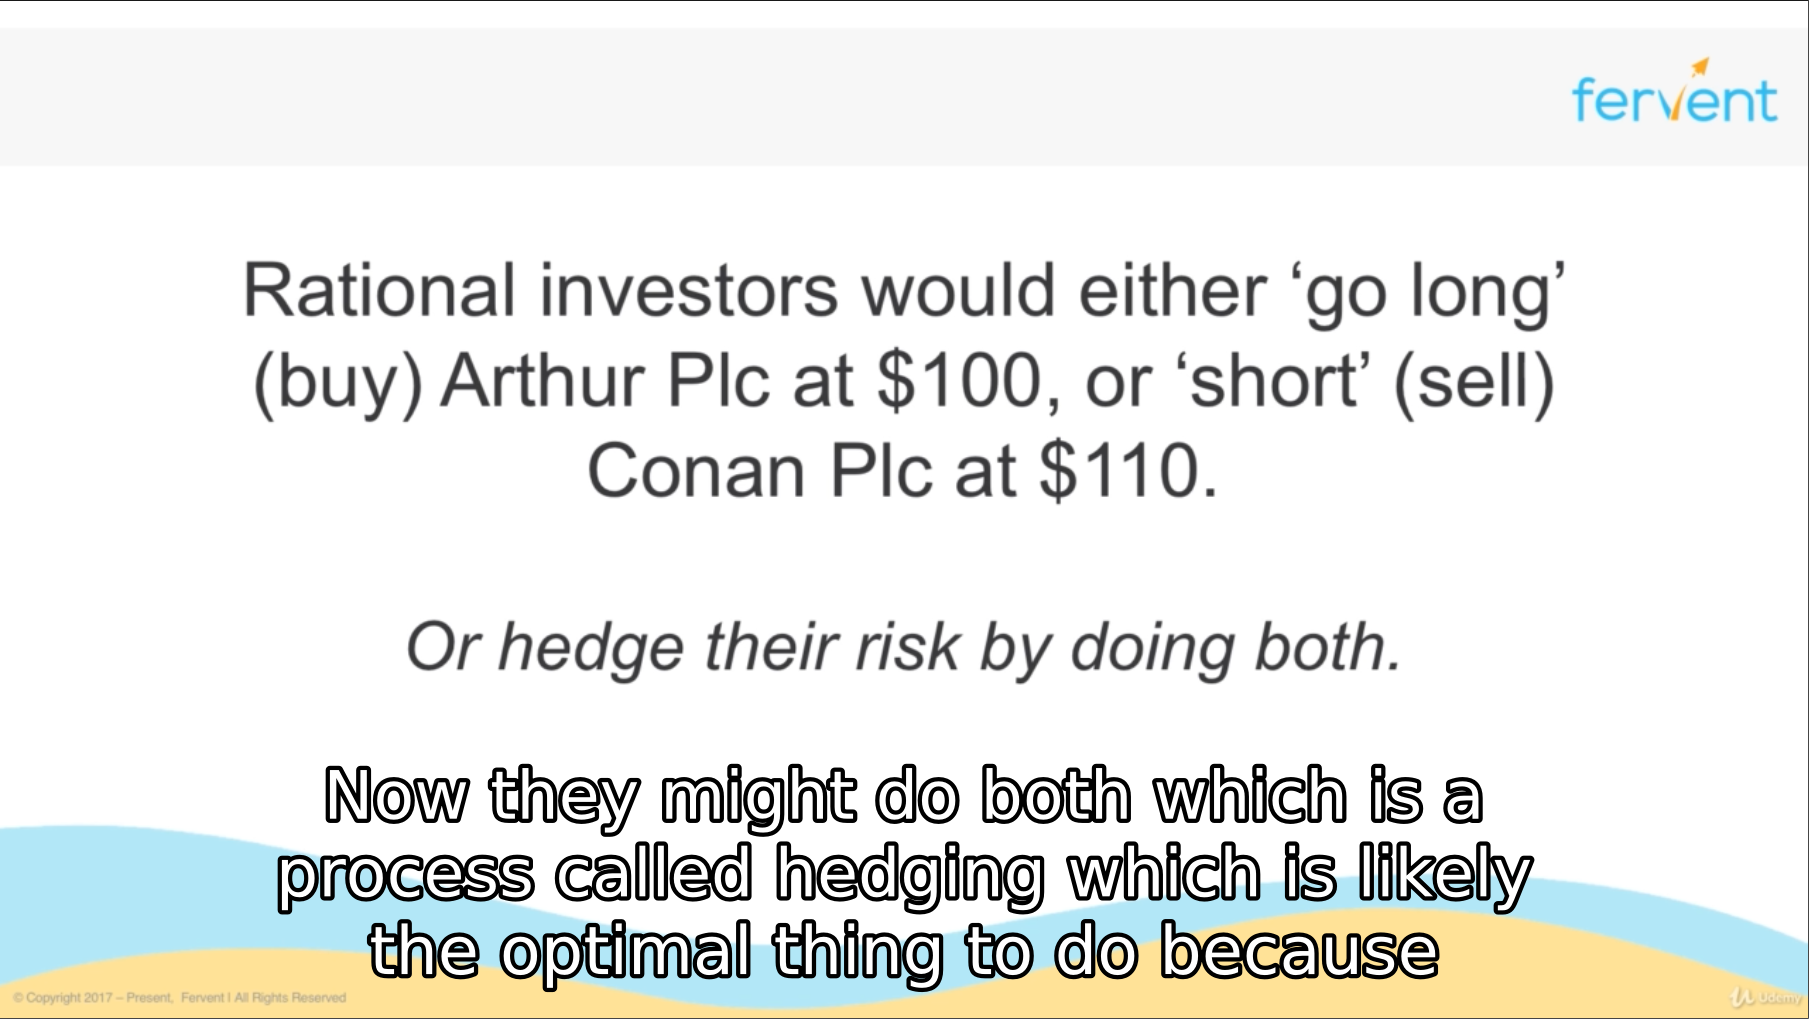 fervent
Rational investors would either ‘go long’
(buy) Arthur Plc at $100, or ‘short’ (sell)
Conan Plc at $110.
Or hedge their risk by doing both.
Now they might do both which is a
process called hedging which is likely
the optimal thing to do because
© Copyright 2017 – Present, Fervent | All Rights Reserved
Udemy